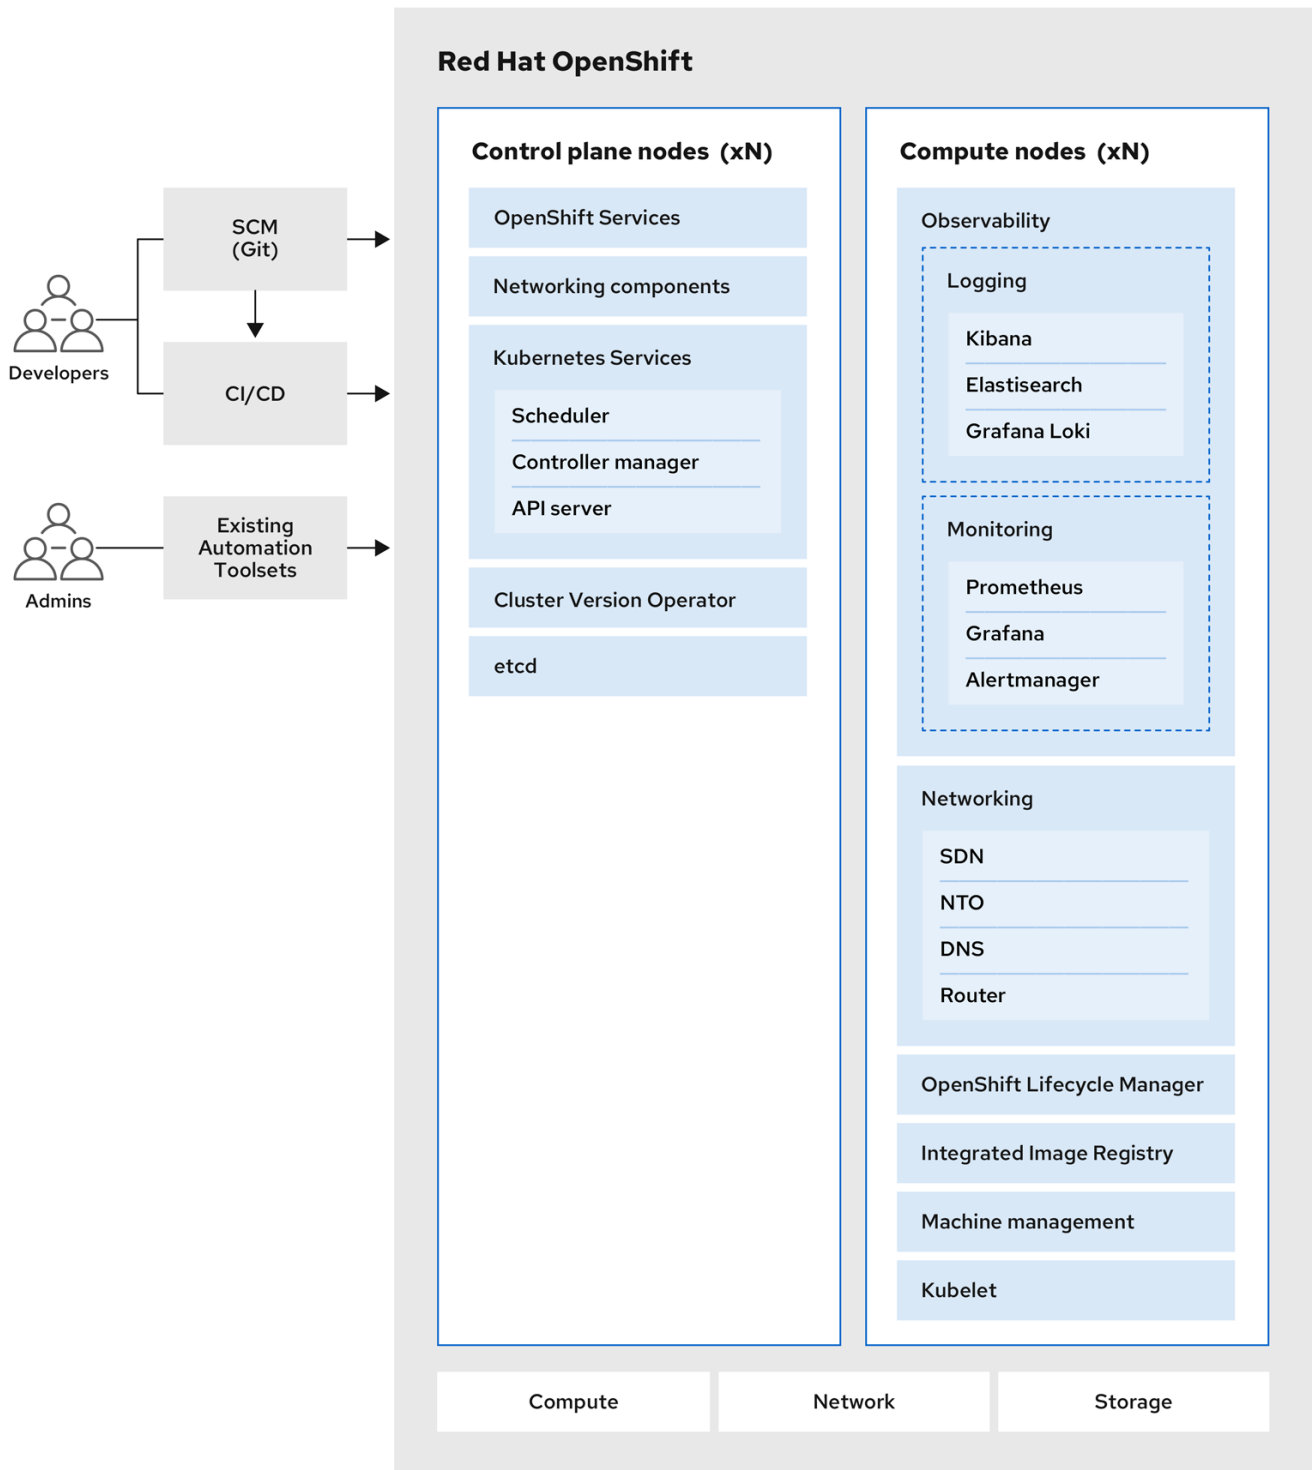 Red Hat OpenShift
SCM
(Git)
CI/CD
Developers
Existing
Automation
Toolsets
Admins
Control plane nodes (xN)
OpenShift Services
Networking components
Kubernetes Services
Scheduler
Controller manager
API server
Cluster Version Operator
etcd
Compute nodes (xN)
Observability
Logging
Kibana
Elastisearch
Grafana Loki
Monitoring
Prometheus
Grafana
Alertmanager
Networking
SDN
NTO
DNS
Router
OpenShift Lifecycle Manager
Integrated Image Registry
Machine management
Kubelet
Compute
Network
Storage